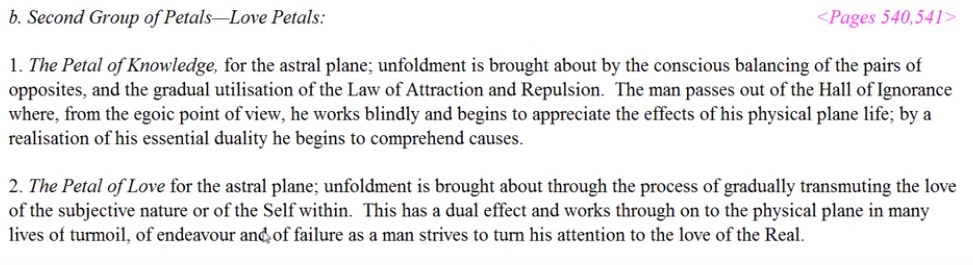 b. Second Group of Petals—Love Petals: <Pages 540,541>
1. The Petal of Knowledge, for the astral plane; unfoldment is brought about by the conscious balancing of the pairs of
opposites, and the gradual utilisation of the Law of Attraction and Repulsion. The man passes out of the Hall of Ignorance
where, from the egoic point of view, he works blindly and begins to appreciate the effects of his physical plane life; by a
realisation of his essential duality he begins to comprehend causes.
2. The Petal of Love for the astral plane; unfoldment is brought about through the process of gradually transmuting the love
of the subjective nature or of the Self within. This has a dual effect and works through on to the physical plane in many
lives of turmoil, of endeavour and of failure as a man strives to turn his attention to the love of the Real.